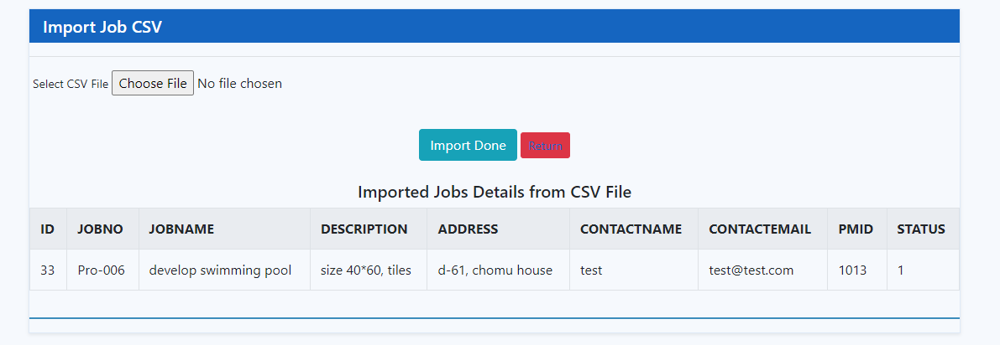 Import Job CSV
Select CSV File Choose File No file chosen
Import Done Return
Imported Jobs Details from CSV File
ID JOBNO JOBNAME DESCRIPTION ADDRESS CONTACTNAME CONTACTEMAIL PMID STATUS
33 Pro-006 develop swimming pool size 40*60, tiles d-61, chomu house test test@test.com 1013 1